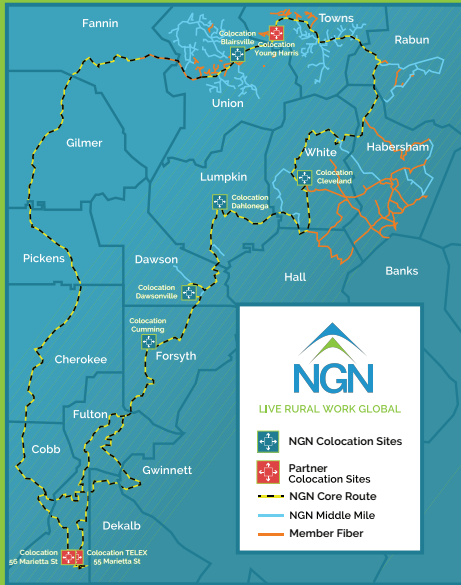 Fannin
Towns
Colocation
Blairsville
Colocation
Young Harris
Rabun
Union
Gilmer
White
Habersham
Lumpkin
Colocation
Cleveland
Colocation
Dahlonega
Pickens
Dawson
Hall
Banks
Colocation
Dawsonville
Colocation
Cumming
Forsyth
Cherokee
Fulton
Cobb
Gwinnett
Dekalb
Colocation
56 Marietta St
Colocation TELEX
55 Marietta St
NGN
LIVE RURAL WORK GLOBAL
NGN Colocation Sites
Partner
Colocation Sites
NGN Core Route
NGN Middle Mile
Member Fiber